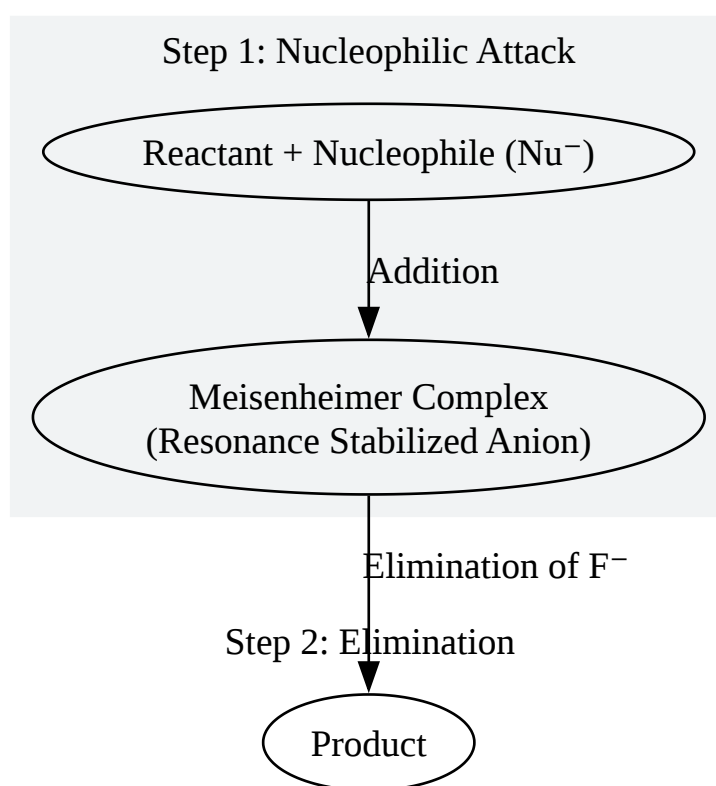 Step 1: Nucleophilic Attack
Reactant + Nucleophile (Nu⁻)
Addition
Meisenheimer Complex
(Resonance Stabilized Anion)
Elimination of F⁻
Step 2: Elimination
Product